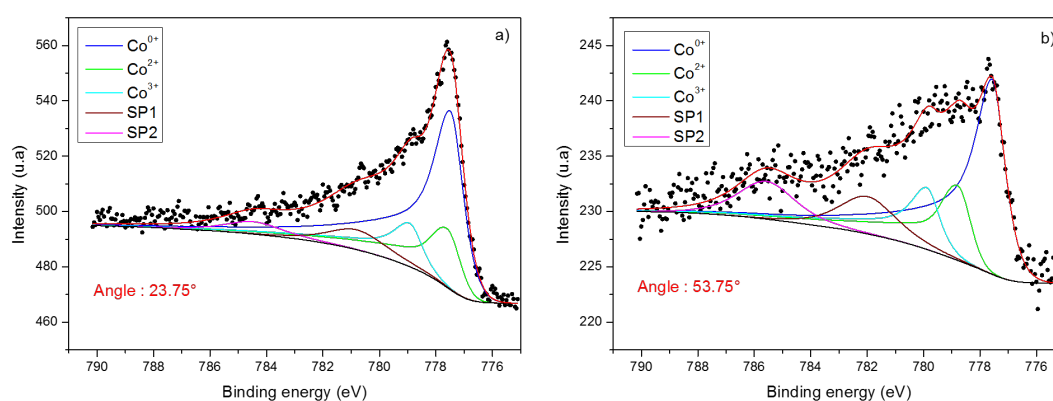 a)
Co0+
Co2+
Co3+
SP1
SP2
Angle : 23.75°
Intensity (u.a)
560
540
520
500
480
460
790 788 786 784 782 780 778 776
Binding energy (eV)
b)
Co0+
Co2+
Co3+
SP1
SP2
Angle : 53.75°
Intensity (u.a)
245
240
235
230
225
220
790 788 786 784 782 780 778 776
Binding energy (eV)